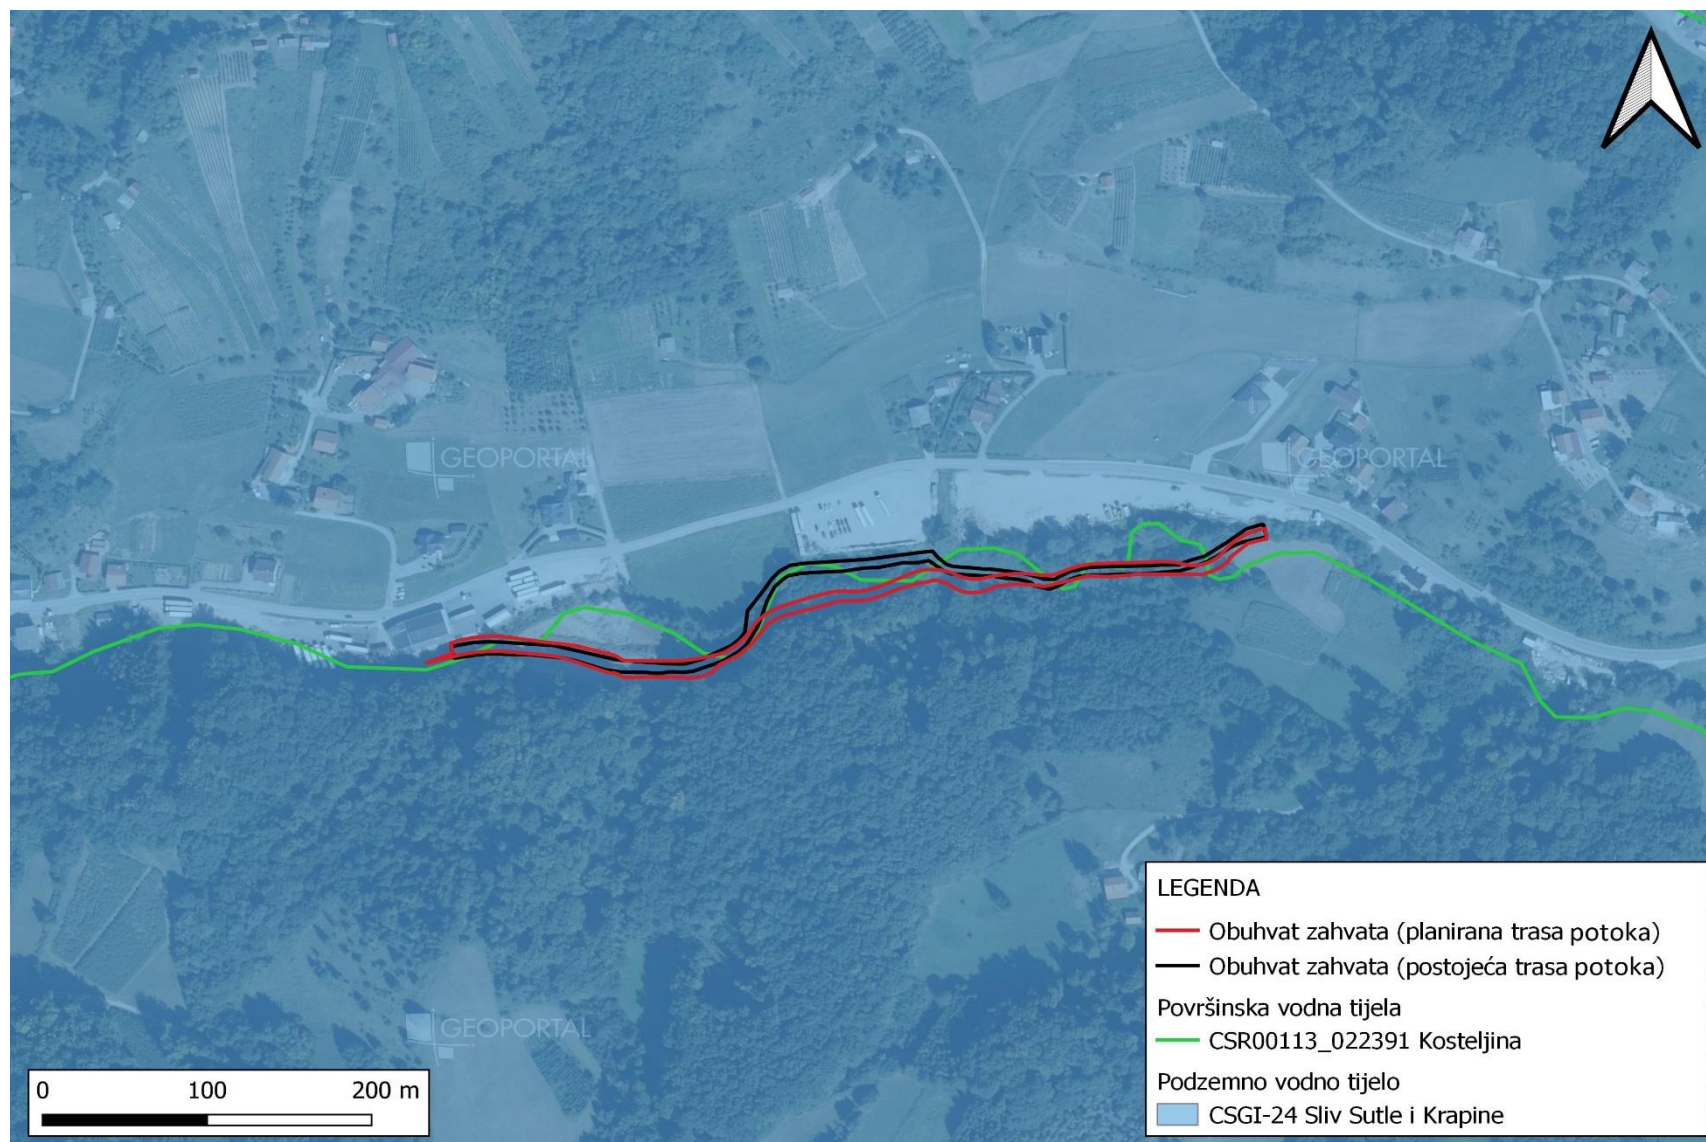 GEOPORTAL
GEOPORTAL
GEOPORTAL
LEGENDA
Obuhvat zahvata (planirana trasa potoka)
Obuhvat zahvata (postojeća trasa potoka)
Površinska vodna tijela
CSR00113_022391 Kosteljina
Podzemno vodno tijelo
CSGI-24 Sliv Sutle i Krapine
0 100 200 m